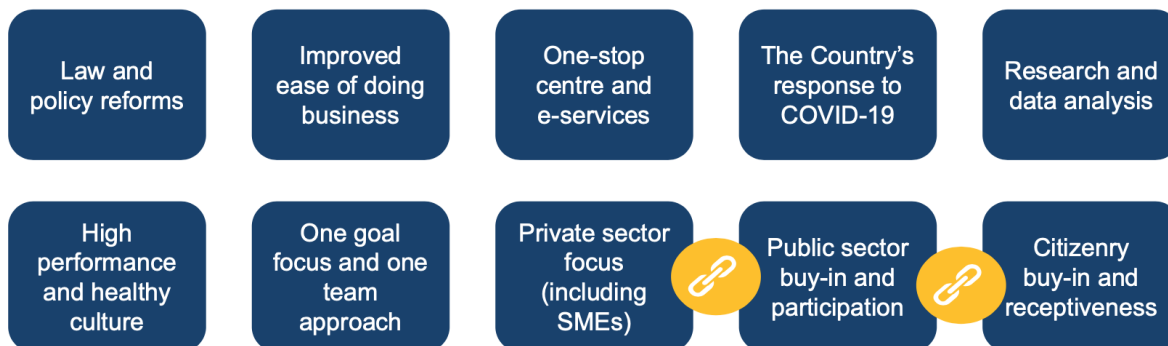 Law and
policy reforms
Improved
ease of doing
business
One-stop
centre and
e-services
The Country's
response to
COVID-19
Research and
data analysis
High
performance
and healthy
culture
One goal
focus and one
team
approach
Private sector
focus
(including
SMEs)
Public sector
buy-in and
participation
Citizenry
buy-in and
receptiveness